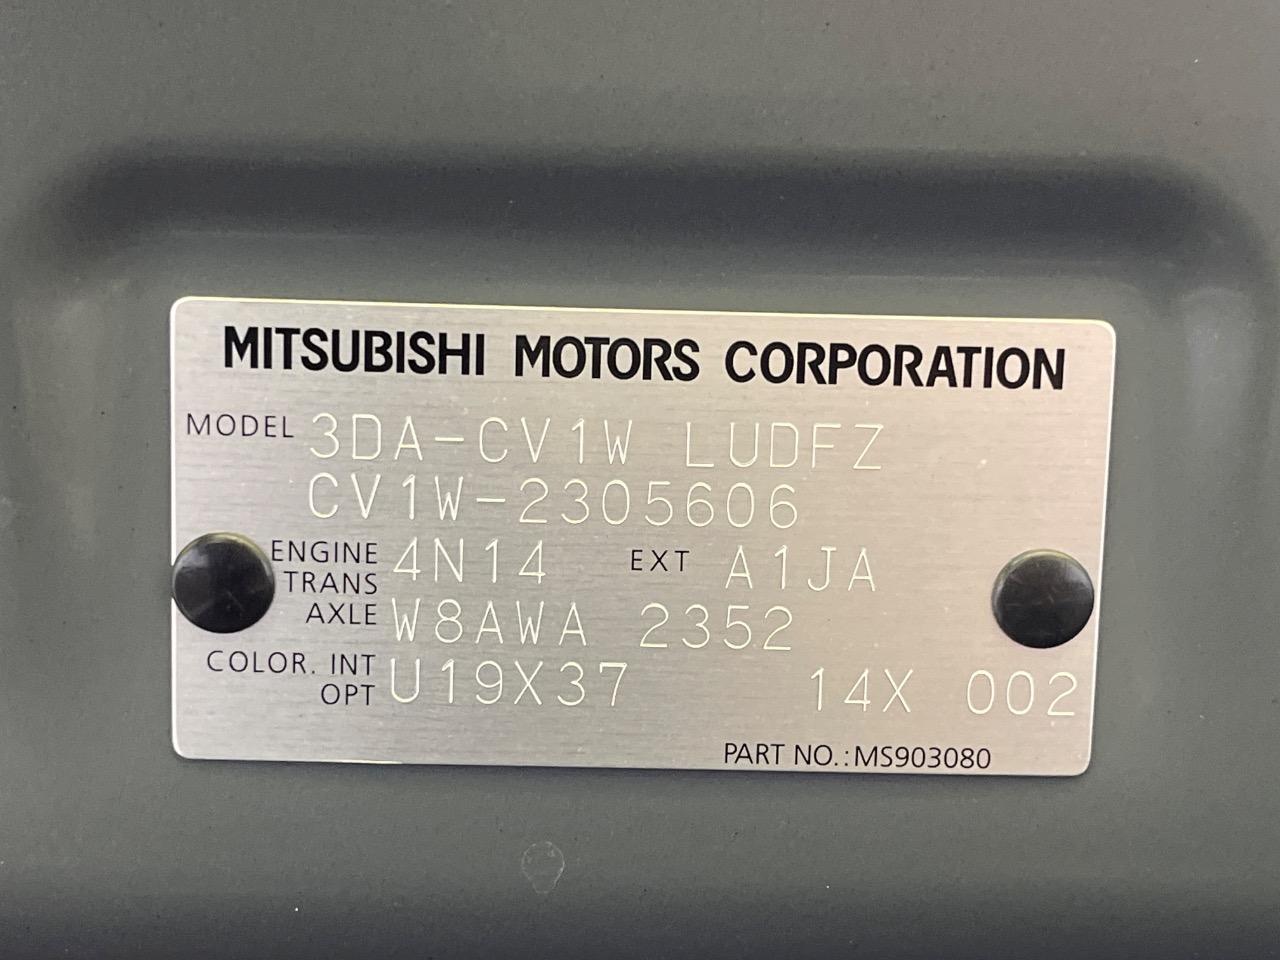 MITSUBISHI MOTORS CORPORATION
MODEL 3DA-CV1W LUDFZ
CV1W-2305606
ENGINE 4N14 EXT A1JA
TRANS
AXLE W8AWA 2352
COLOR. INT
OPT U19X37 14X 002
PART NO.:MS903080